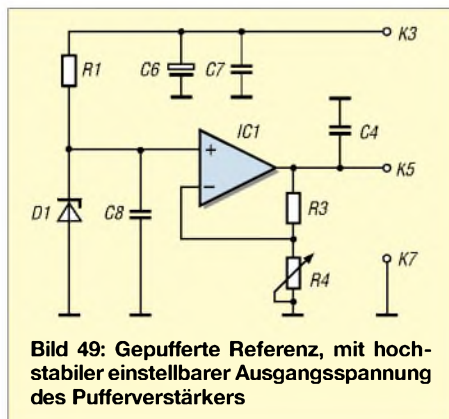 K3
R1
C6
C7
IC1
C4
+
K5
−
D1
C8
R3
R4
K7
Bild 49: Gepufferte Referenz, mit hoch-
stabiler einstellbarer Ausgangsspannung
des Pufferverstärkers